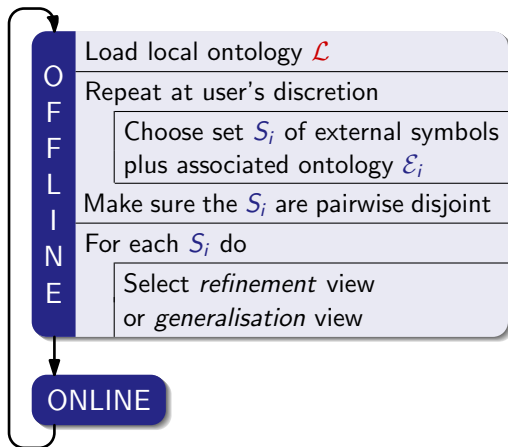 OFFLINE
Load local ontology ℒ
Repeat at user's discretion
Choose set Sᵢ of external symbols
plus associated ontology ℰᵢ
Make sure the Sᵢ are pairwise disjoint
For each Sᵢ do
Select refinement view
or generalisation view
ONLINE